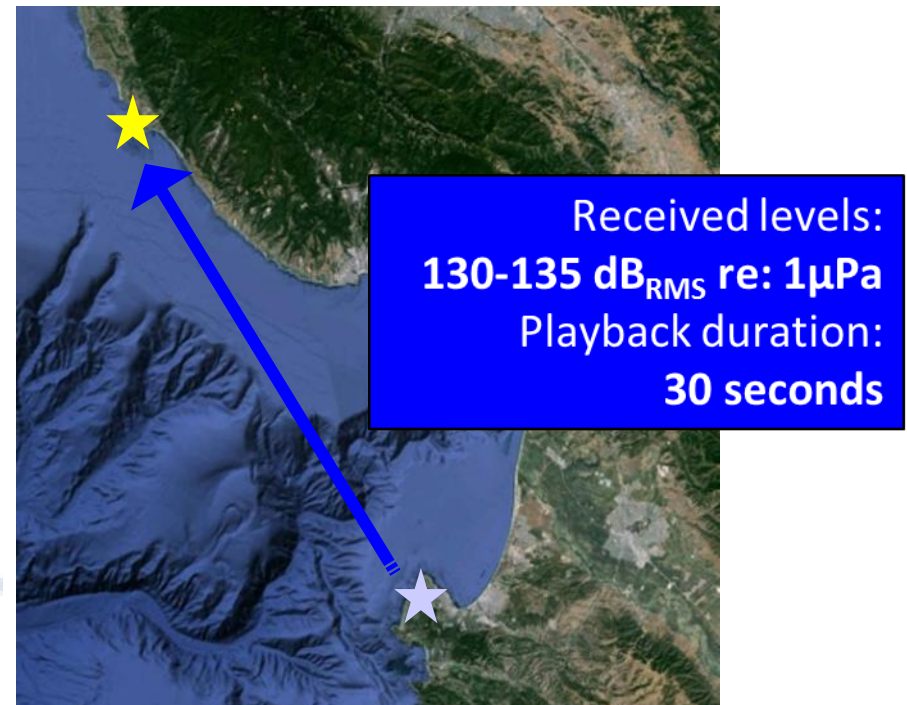 Received levels:
130-135 dBRMS re: 1µPa
Playback duration:
30 seconds